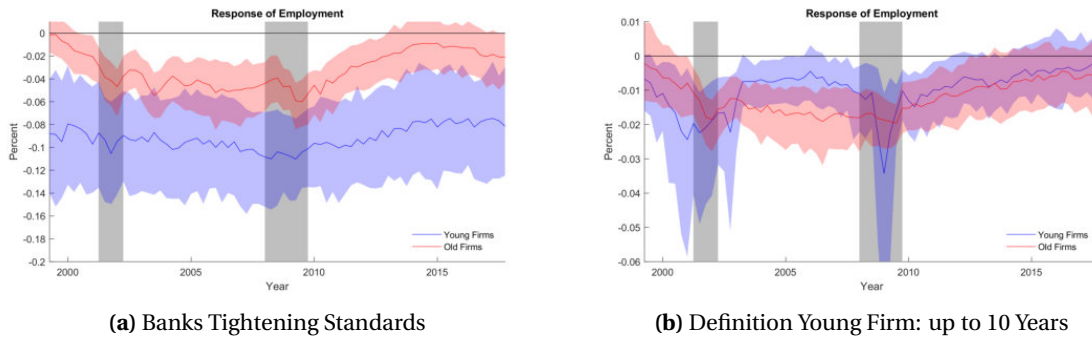 Response of Employment
0
-0.02
-0.04
-0.06
-0.08
-0.1
-0.12
-0.14
-0.16
-0.18
-0.2
Percent
2000 2005 2010 2015
Year
Young Firms
Old Firms
(a) Banks Tightening Standards
Response of Employment
0.01
0
-0.01
-0.02
-0.03
-0.04
-0.05
-0.06
Percent
2000 2005 2010 2015
Year
Young Firms
Old Firms
(b) Definition Young Firm: up to 10 Years